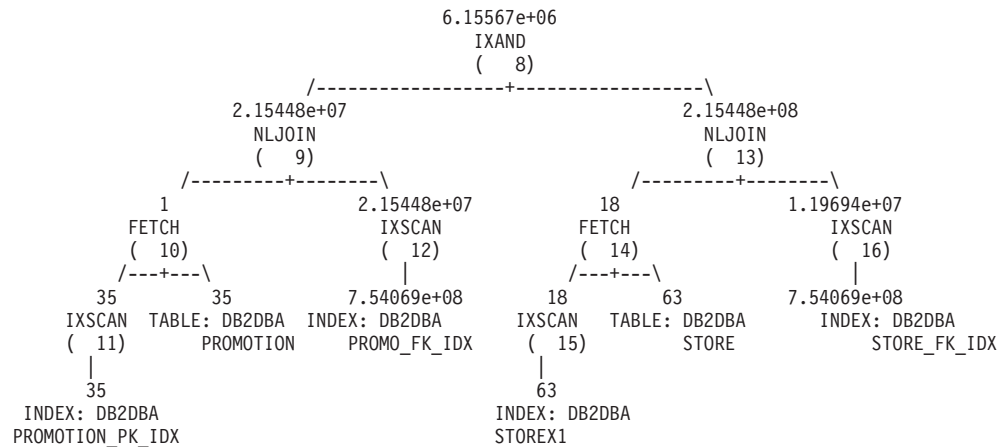 6.15567e+06
IXAND
( 8)
/------------------+------------------\
2.15448e+07 2.15448e+08
NLJOIN NLJOIN
( 9) ( 13)
/---------+--------\ /---------+--------\
1 2.15448e+07 18 1.19694e+07
FETCH IXSCAN FETCH IXSCAN
( 10) ( 12) ( 14) ( 16)
/---+---\ | /---+---\ |
35 35 7.54069e+08 18 63 7.54069e+08
IXSCAN TABLE: DB2DBA INDEX: DB2DBA IXSCAN TABLE: DB2DBA INDEX: DB2DBA
( 11) PROMOTION PROMO_FK_IDX ( 15) STORE STORE_FK_IDX
| |
35 63
INDEX: DB2DBA INDEX: DB2DBA
PROMOTION_PK_IDX STOREX1